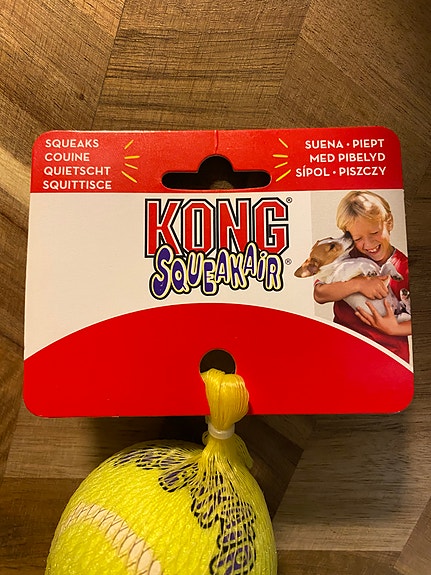 SQUEAKS
COUINE
QUIETSCHT
SQUITTISCE
SUENA • PIEPT
MED PIBELYD
SÍPOL • PISZCZY
KONG®
SQUEAKAIR®